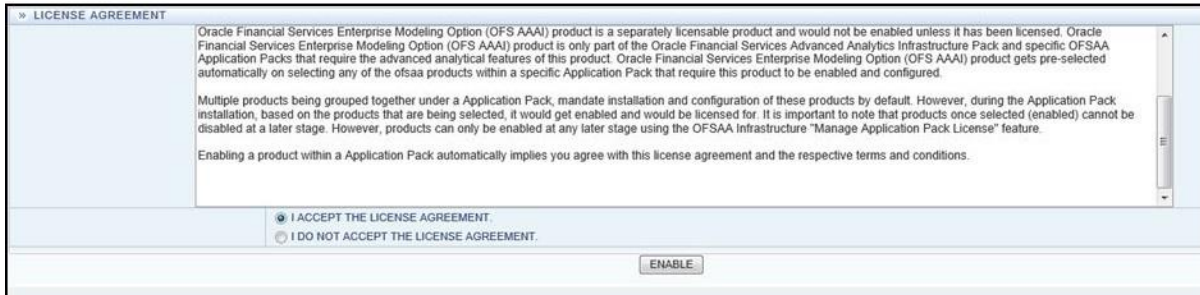 » LICENSE AGREEMENT
Oracle Financial Services Enterprise Modeling Option (OFS AAAI) product is a separately licensable product and would not be enabled unless it has been licensed. Oracle
Financial Services Enterprise Modeling Option (OFS AAAI) product is only part of the Oracle Financial Services Advanced Analytics Infrastructure Pack and specific OFSAA
Application Packs that require the advanced analytical features of this product. Oracle Financial Services Enterprise Modeling Option (OFS AAAI) product gets pre-selected
automatically on selecting any of the ofsaa products within a specific Application Pack that require this product to be enabled and configured.
Multiple products being grouped together under a Application Pack, mandate installation and configuration of these products by default. However, during the Application Pack
installation, based on the products that are being selected, it would get enabled and would be licensed for. It is important to note that products once selected (enabled) cannot be
disabled at a later stage. However, products can only be enabled at any later stage using the OFSAA Infrastructure "Manage Application Pack License" feature.
Enabling a product within a Application Pack automatically implies you agree with this license agreement and the respective terms and conditions.
I ACCEPT THE LICENSE AGREEMENT.
I DO NOT ACCEPT THE LICENSE AGREEMENT.
ENABLE